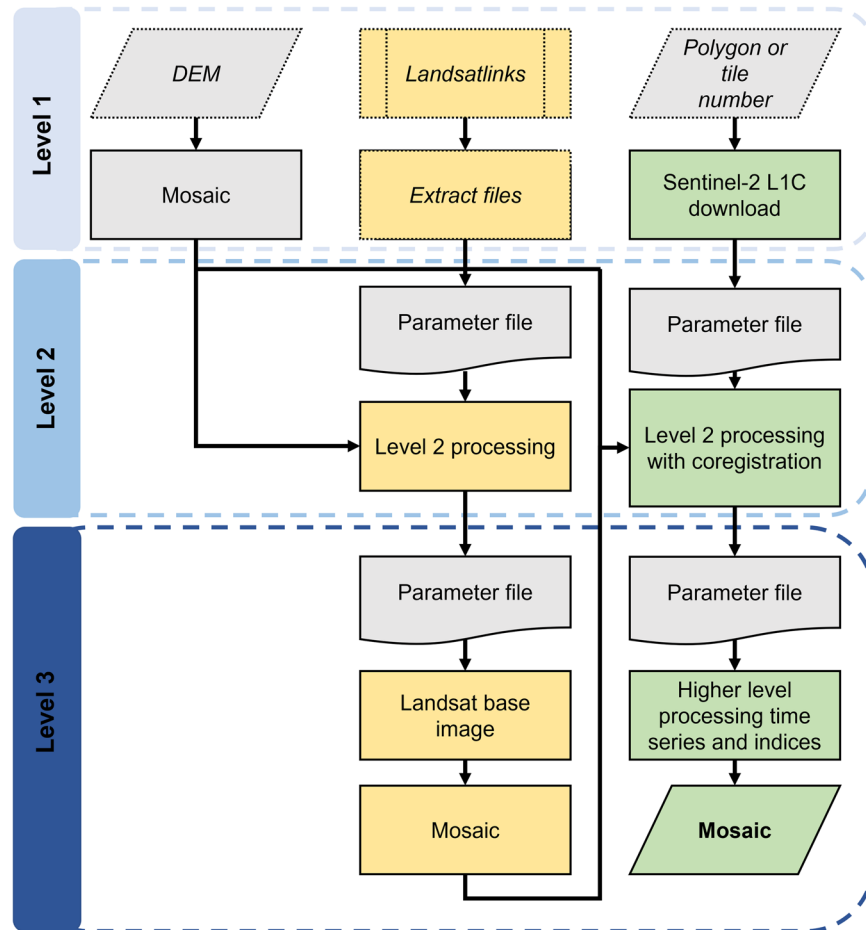 Level 1
DEM
Landsatlinks
Polygon or
tile
number
Mosaic
Extract files
Sentinel-2 L1C
download
Level 2
Parameter file
Parameter file
Level 2 processing
Level 2 processing
with coregistration
Level 3
Parameter file
Parameter file
Landsat base
image
Higher level
processing time
series and indices
Mosaic
Mosaic